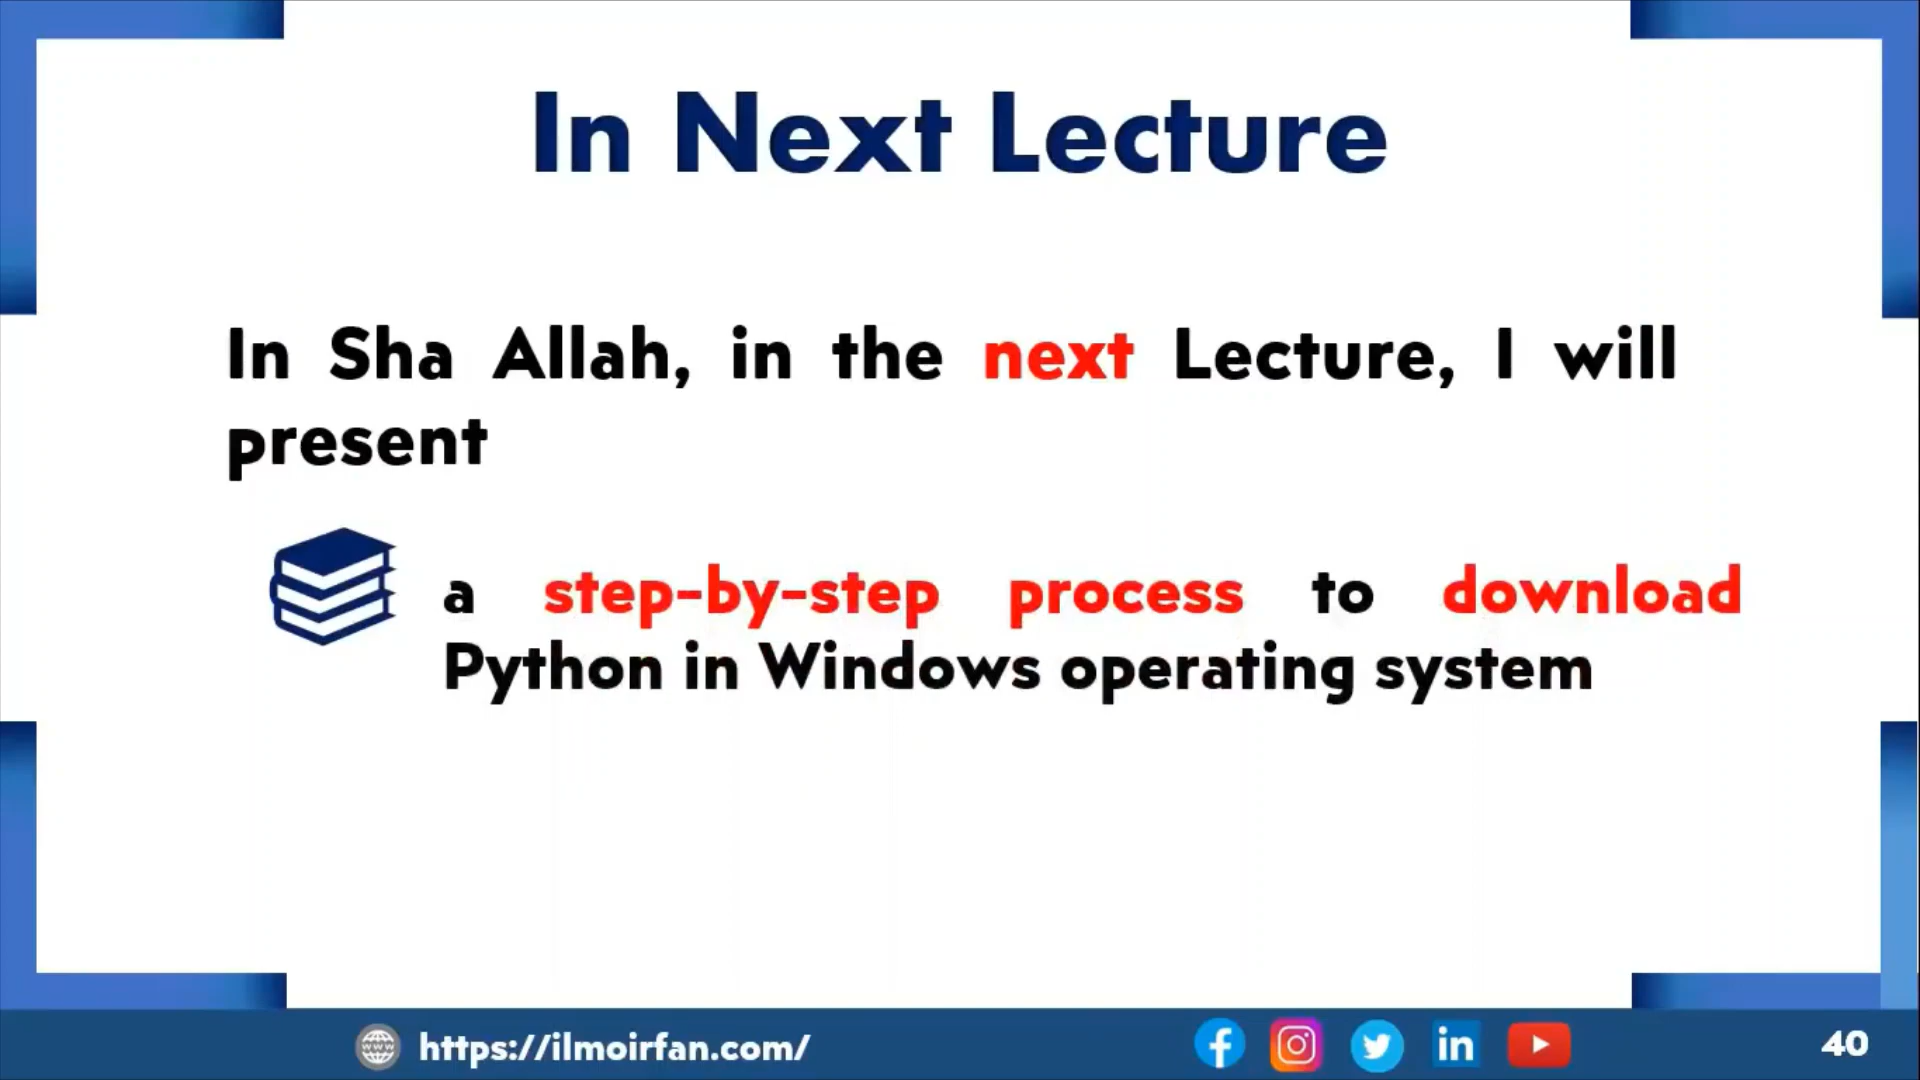 In Next Lecture
In Sha Allah, in the next Lecture, I will
present
a step-by-step process to download
Python in Windows operating system
https://ilmoirfan.com/
40